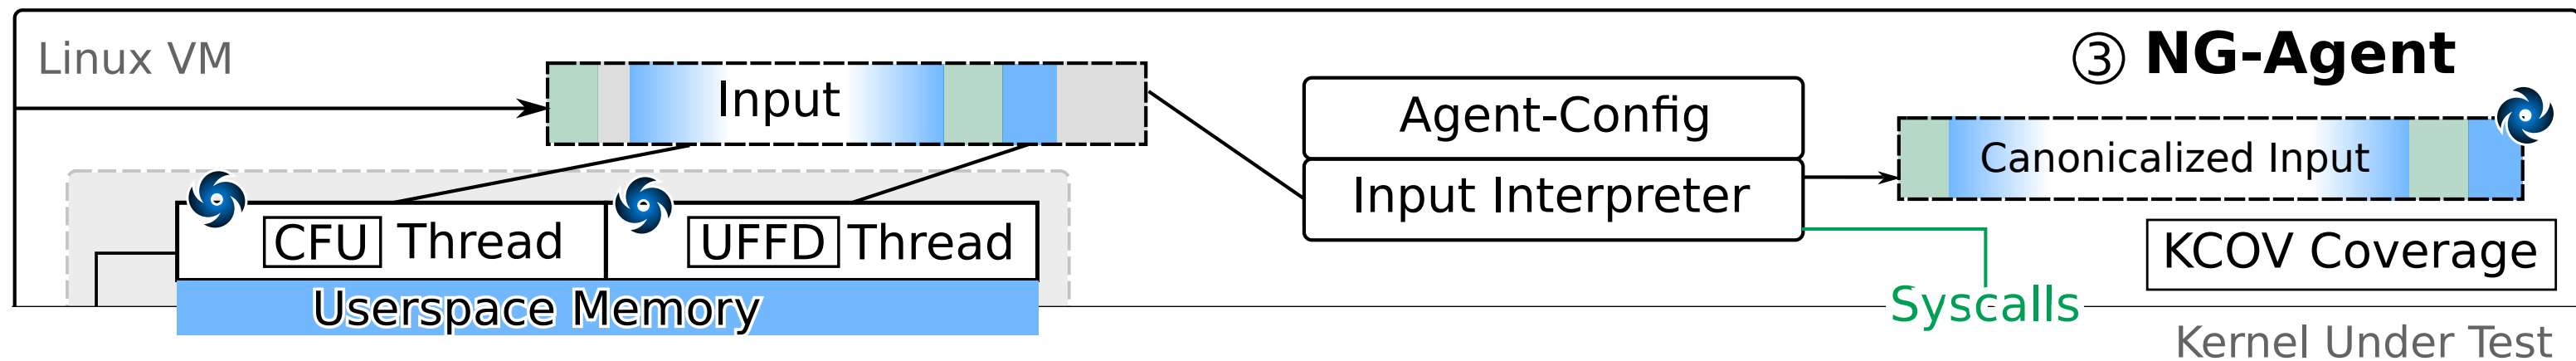 Linux VM
③ NG-Agent
Input
Agent-Config
Input Interpreter
Canonicalized Input
CFU Thread
UFFD Thread
KCOV Coverage
Userspace Memory
Syscalls
Kernel Under Test